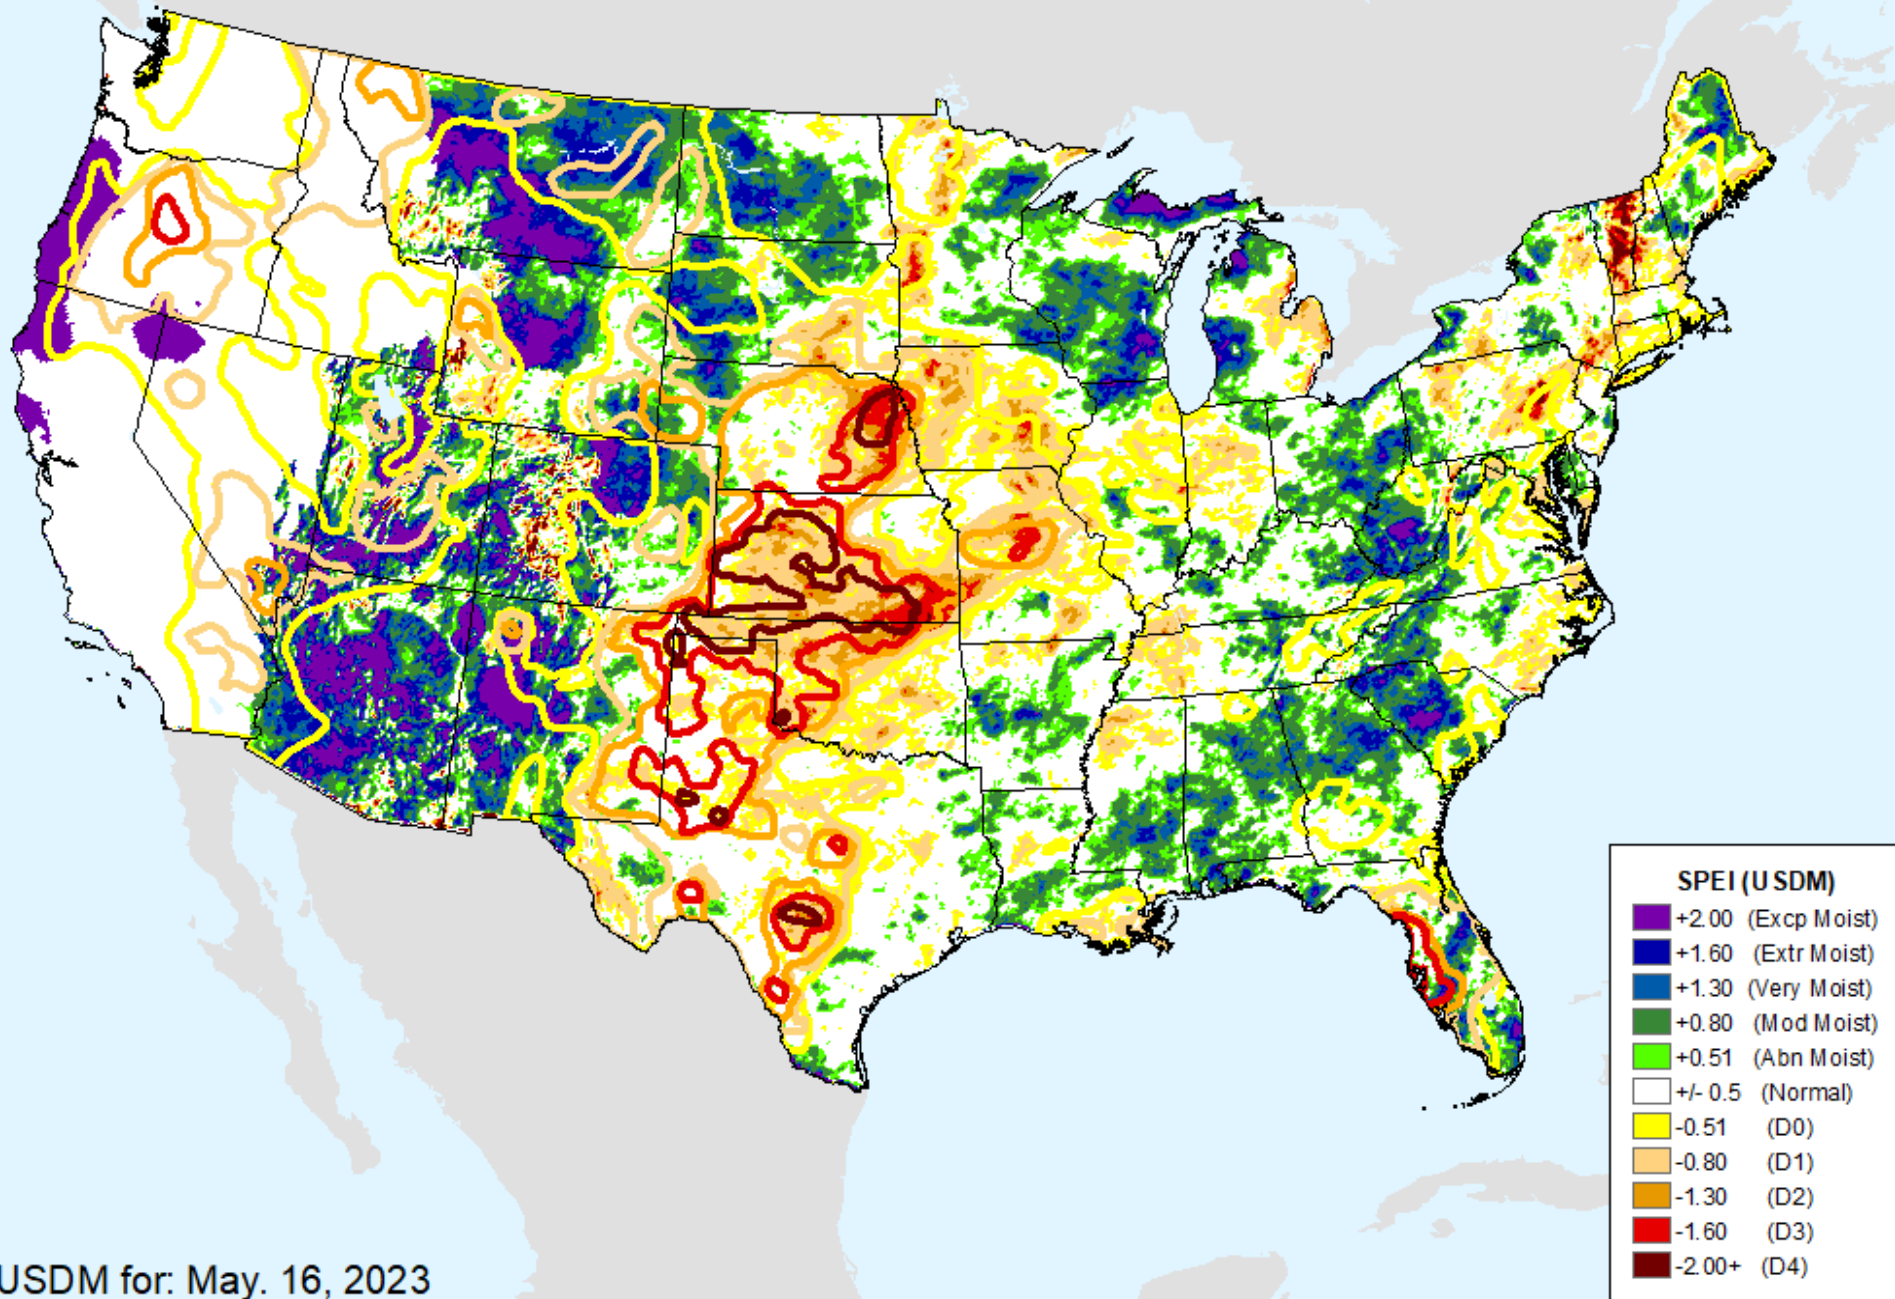 SPEI (USDM)
+2.00 (Excp Moist)
+1.60 (Extr Moist)
+1.30 (Very Moist)
+0.80 (Mod Moist)
+0.51 (Abn Moist)
+/- 0.5 (Normal)
-0.51 (D0)
-0.80 (D1)
-1.30 (D2)
-1.60 (D3)
-2.00+ (D4)
USDM for: May. 16, 2023